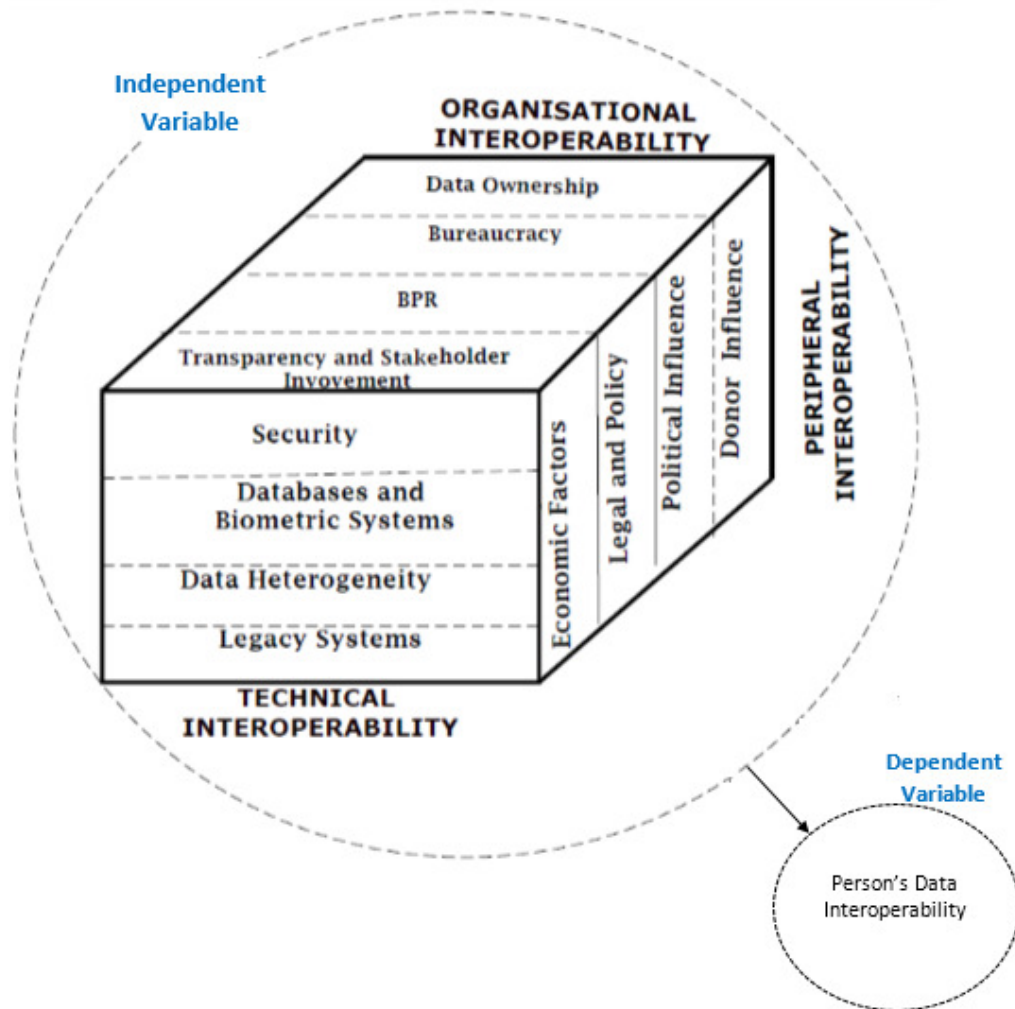 Independent
Variable
ORGANISATIONAL
INTEROPERABILITY
Data Ownership
Bureaucracy
BPR
Transparency and Stakeholder
Invovement
Security
Databases and
Biometric Systems
Data Heterogeneity
Legacy Systems
TECHNICAL
INTEROPERABILITY
Economic Factors
Legal and Policy
Political Influence
Donor Influence
PERIPHERAL
INTEROPERABILITY
Dependent
Variable
Person's Data
Interoperability